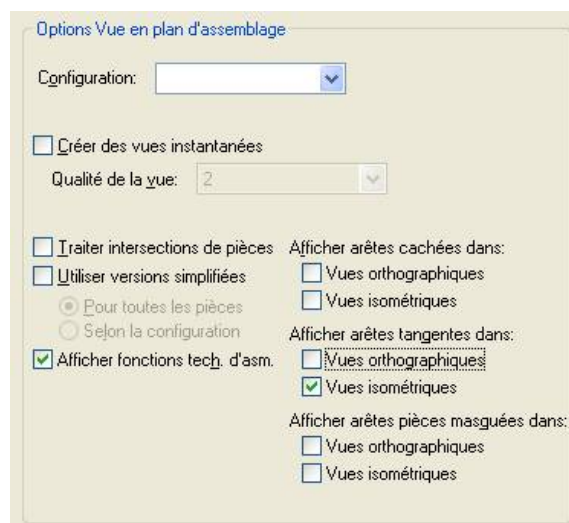 Options Vue en plan d'assemblage
Configuration:
Créer des vues instantanées
Qualité de la vue: 2
Traiter intersections de pièces
Utiliser versions simplifiées
Pour toutes les pièces
Selon la configuration
Afficher fonctions tech. d'asm.
Afficher arêtes cachées dans:
Vues orthographiques
Vues isométriques
Afficher arêtes tangentes dans:
Vues orthographiques
Vues isométriques
Afficher arêtes pièces masquées dans:
Vues orthographiques
Vues isométriques